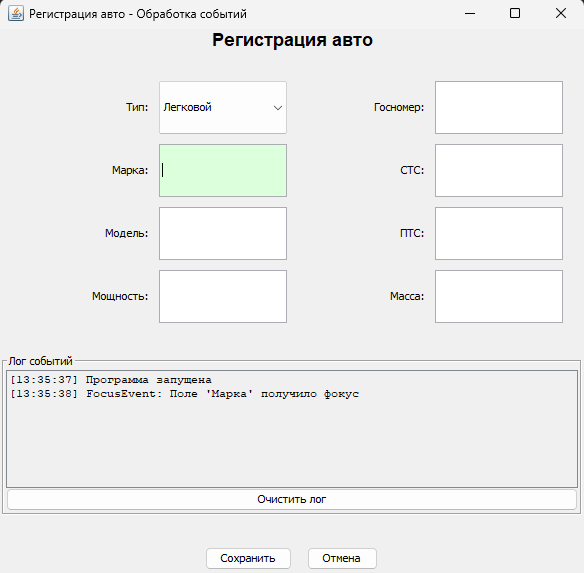 Регистрация авто - Обработка событий
Регистрация авто
Тип: Легковой Госномер:
Марка: СТС:
Модель: ПТС:
Мощность: Масса:
Лог событий
[13:35:37] Программа запущена
[13:35:38] FocusEvent: Поле 'Марка' получило фокус
Очистить лог
Сохранить Отмена